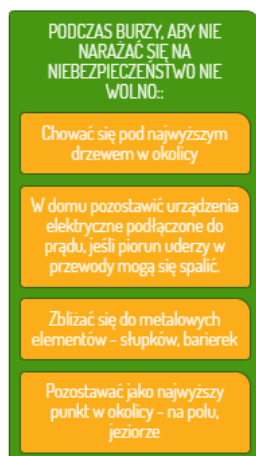 PODCZAS BURZY, ABY NIE
NARAŻAĆ SIĘ NA
NIEBEZPIECZEŃSTWO NIE
WOLNO::
Chować się pod najwyższym
drzewem w okolicy
W domu pozostawić urządzenia
elektryczne podłączone do
prądu, jeśli piorun uderzy w
przewody mogą się spalić.
Zbliżać się do metalowych
elementów - słupków, barierek
Pozostawać jako najwyższy
punkt w okolicy - na polu,
jeziorze